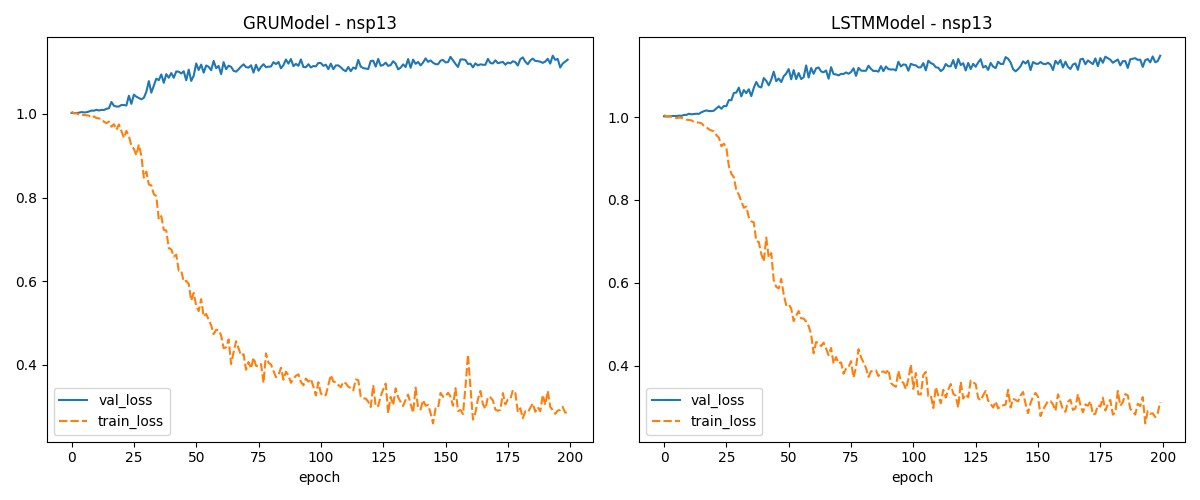 GRUModel - nsp13
1.0
0.8
0.6
0.4
val_loss
train_loss
0 25 50 75 100 125 150 175 200
epoch
LSTMModel - nsp13
1.0
0.8
0.6
0.4
val_loss
train_loss
0 25 50 75 100 125 150 175 200
epoch